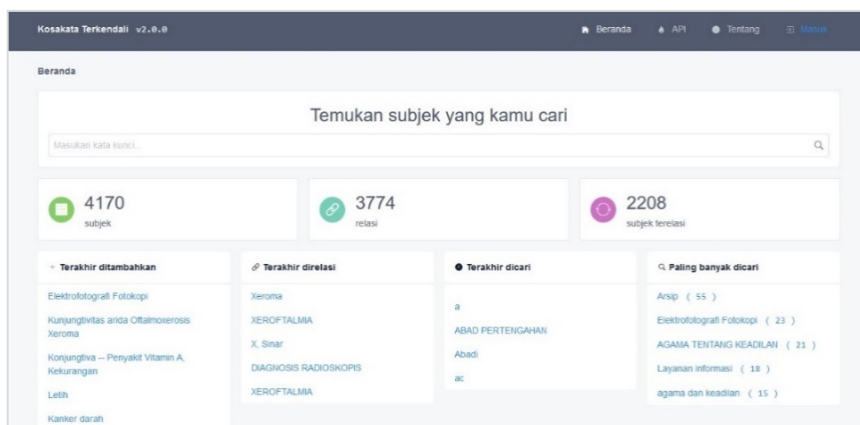 Kosakata Terkendali v2.0.0
Beranda
API
Tentang
Masuk
Beranda
Temukan subjek yang kamu cari
Masukan kata kunci...
4170
subjek
3774
relasi
2208
subjek terelasi
Terakhir ditambahkan
Elektrofotografi Fotokopi
Kunjungtivitas arida Oftalmoxerosis
Xeroma
Konjungtiva -- Penyakit Vitamin A,
Kekurangan
Letih
Kanker darah
Terakhir direlasi
Xeroma
XEROFTALMIA
X, Sinar
DIAGNOSIS RADIOSKOPIS
XEROFTALMIA
Terakhir dicari
a
ABAD PERTENGAHAN
Abadi
ac
Paling banyak dicari
Arsip ( 55 )
Elektrofotografi Fotokopi ( 23 )
AGAMA TENTANG KEADILAN ( 21 )
Layanan informasi ( 18 )
agama dan keadilan ( 15 )